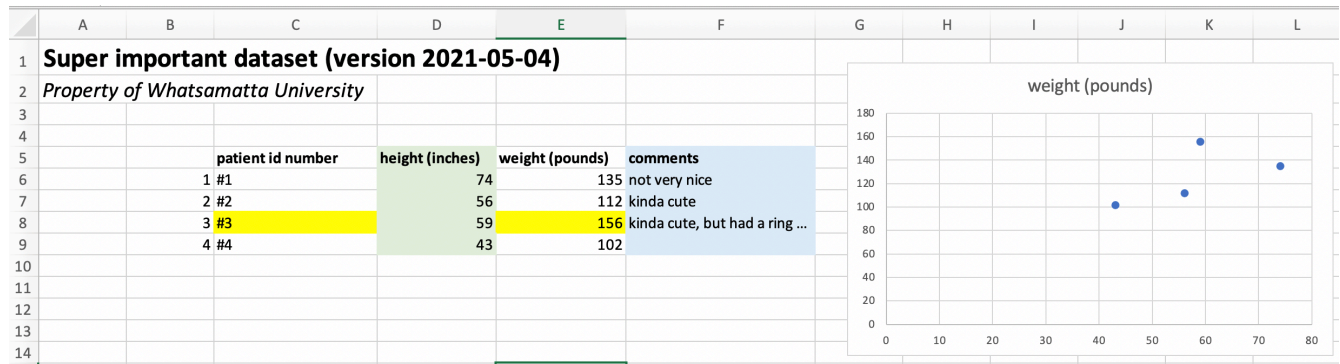 A B C D E F G H I J K L
1 Super important dataset (version 2021-05-04)
2 Property of Whatsamatta University
3
4
5 patient id number height (inches) weight (pounds) comments
6 1 #1 74 135 not very nice
7 2 #2 56 112 kinda cute
8 3 #3 59 156 kinda cute, but had a ring ...
9 4 #4 43 102
10
11
12
13
14
weight (pounds)
180
160
140
120
100
80
60
40
20
0
0 10 20 30 40 50 60 70 80